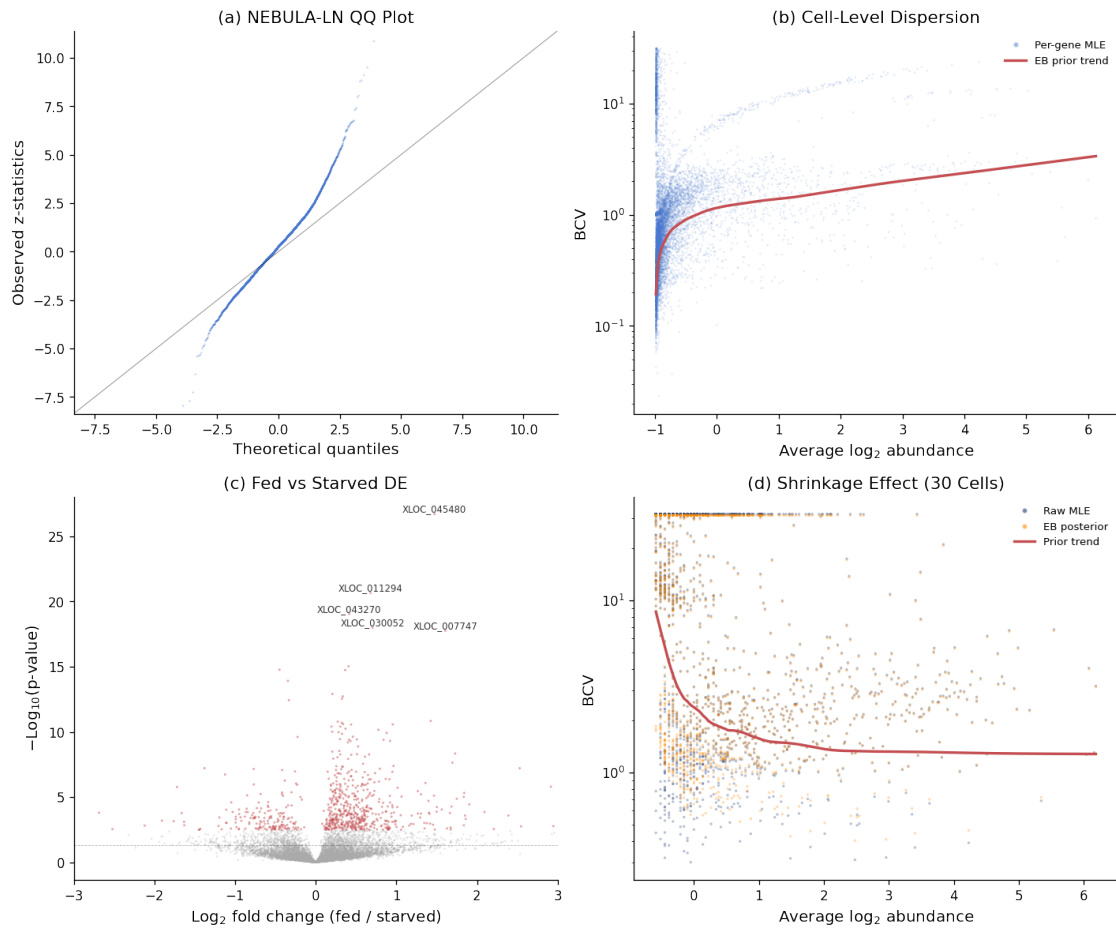 (a) NEBULA-LN QQ Plot
Observed z-statistics
10.0
7.5
5.0
2.5
0.0
−2.5
−5.0
−7.5
−7.5 −5.0 −2.5 0.0 2.5 5.0 7.5 10.0
Theoretical quantiles
(b) Cell-Level Dispersion
Per-gene MLE
EB prior trend
BCV
10¹
10⁰
10⁻¹
−1 0 1 2 3 4 5 6
Average log₂ abundance
(c) Fed vs Starved DE
−Log₁₀(p-value)
25
20
15
10
5
0
XLOC_045480
XLOC_011294
XLOC_043270
XLOC_030052
XLOC_007747
−3 −2 −1 0 1 2 3
Log₂ fold change (fed / starved)
(d) Shrinkage Effect (30 Cells)
Raw MLE
EB posterior
Prior trend
BCV
10¹
10⁰
0 1 2 3 4 5 6
Average log₂ abundance